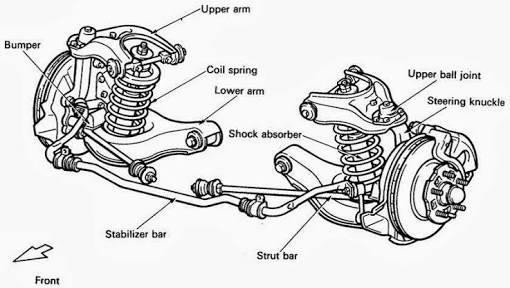 Upper arm
Bumper
Coil spring
Upper ball joint
Lower arm
Steering knuckle
Shock absorber
Stabilizer bar
Strut bar
Front